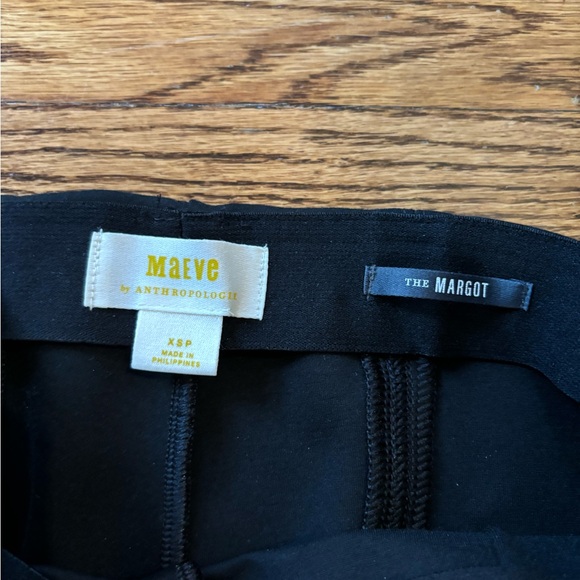 MaEVe
by ANTHROPOLOGIE
XSP
MADE IN
PHILIPPINES
THE MARGOT